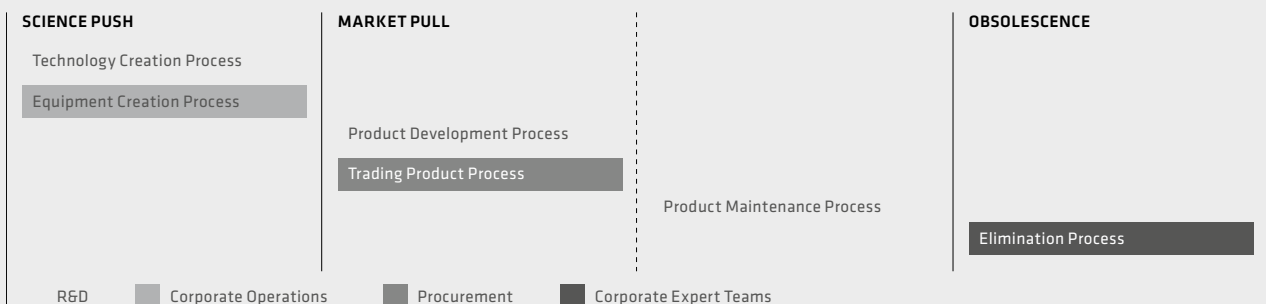 SCIENCE PUSH
MARKET PULL
OBSOLESCENCE
Technology Creation Process
Equipment Creation Process
Product Development Process
Trading Product Process
Product Maintenance Process
Elimination Process
R&D
Corporate Operations
Procurement
Corporate Expert Teams